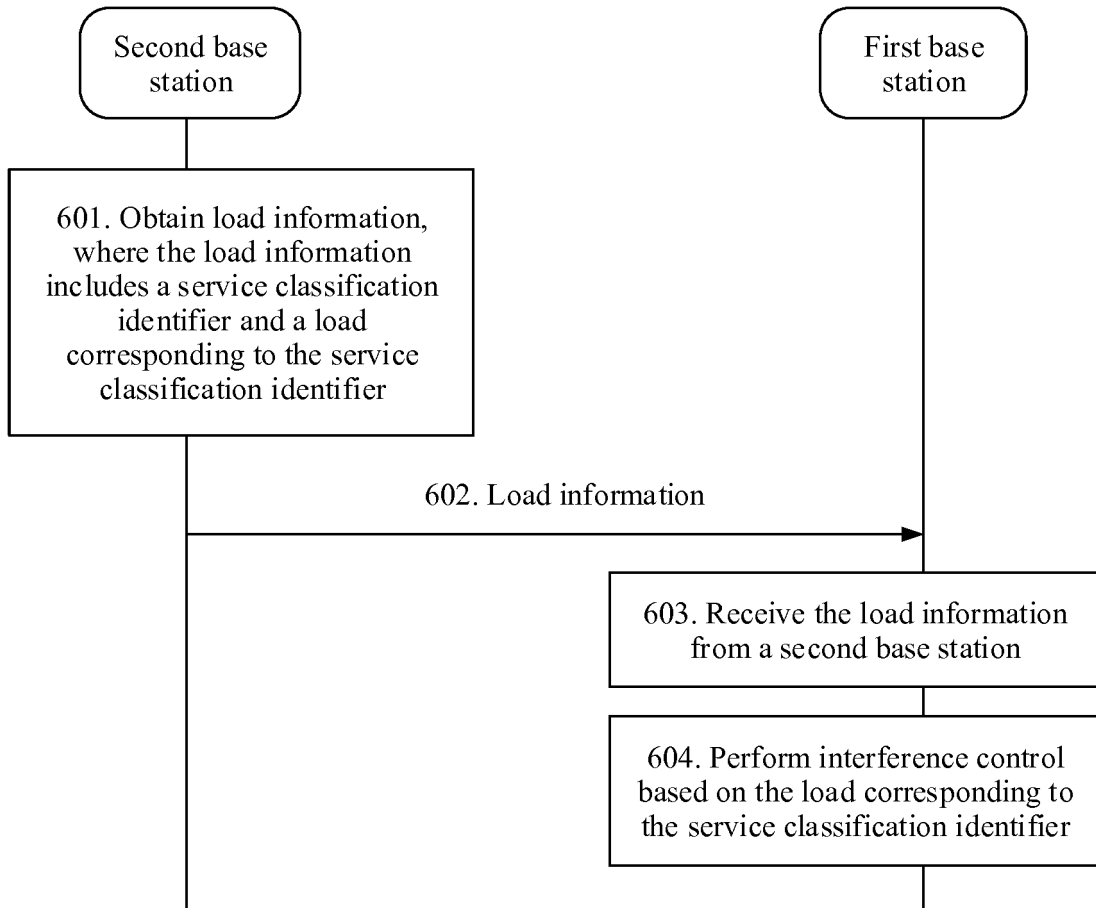 Second base
station
First base
station
601. Obtain load information,
where the load information
includes a service classification
identifier and a load
corresponding to the service
classification identifier
602. Load information
603. Receive the load information
from a second base station
604. Perform interference control
based on the load corresponding to
the service classification identifier